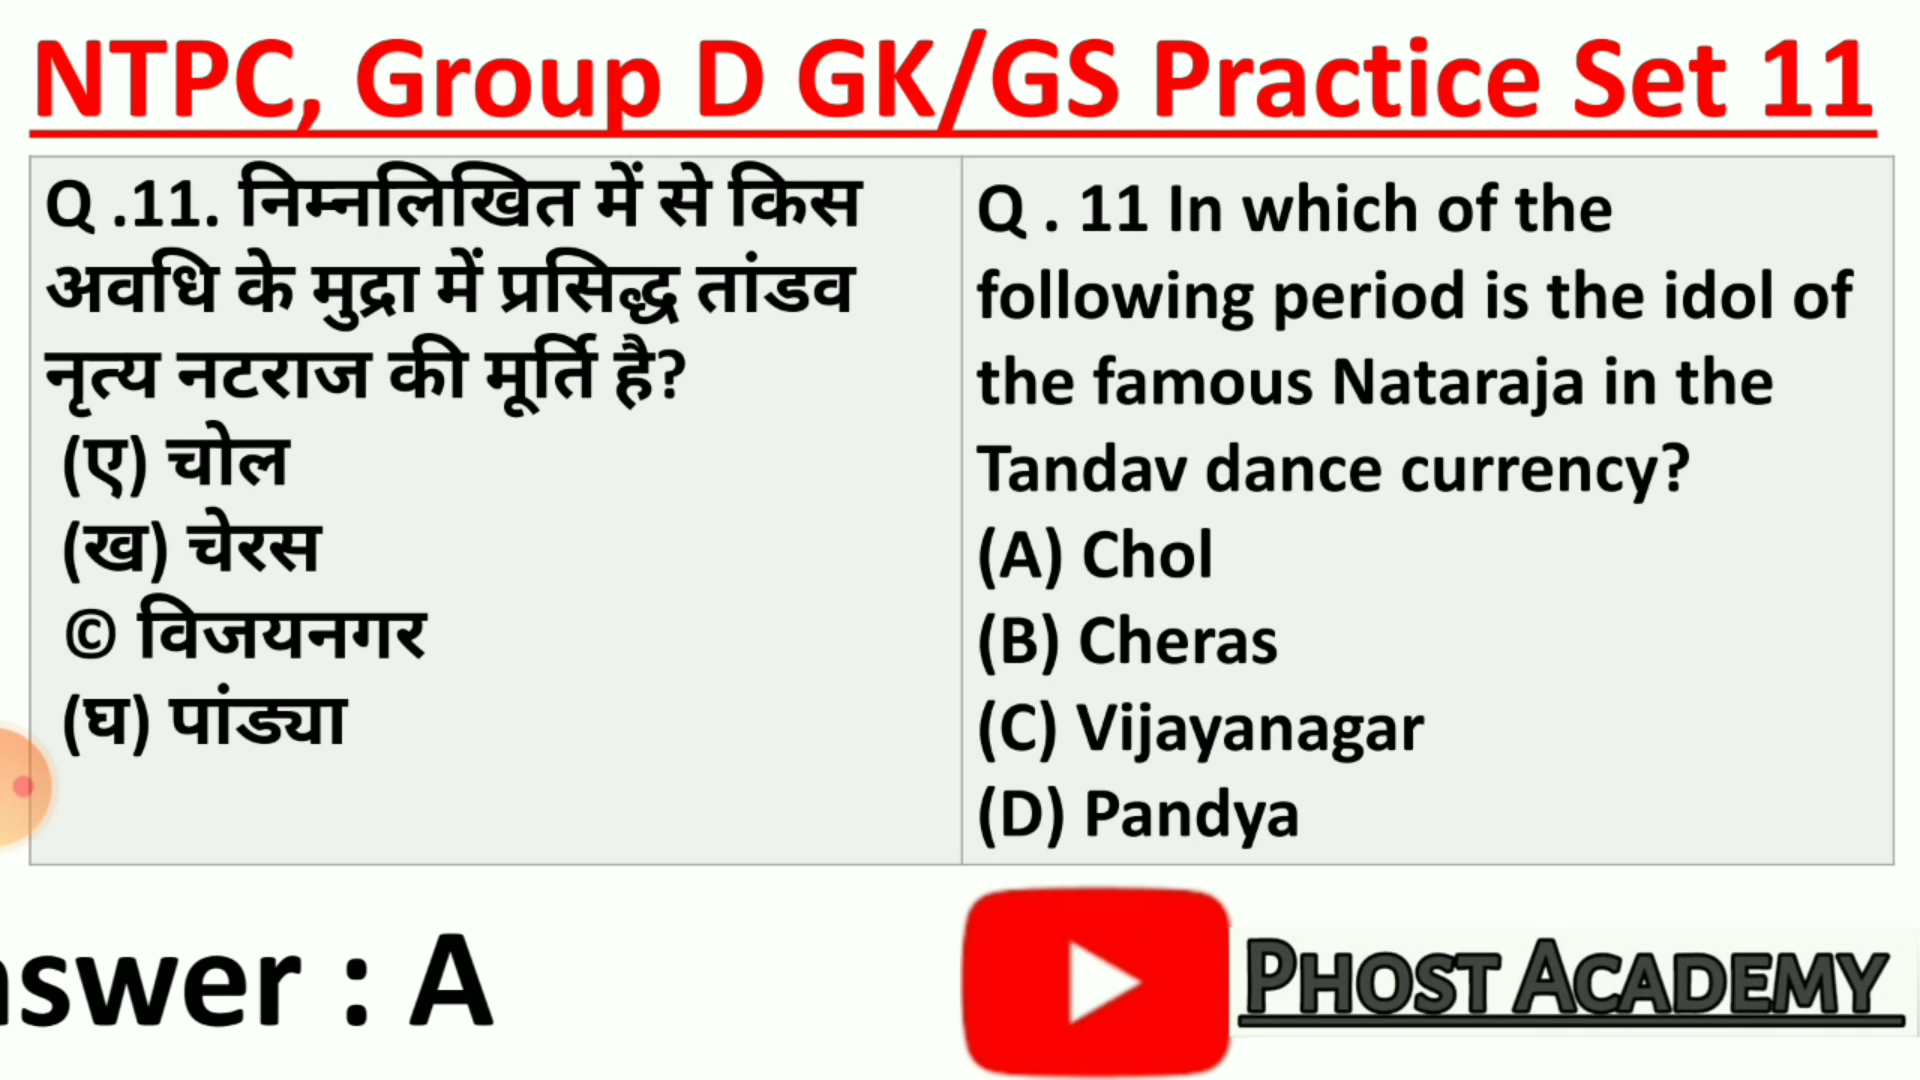 NTPC, Group D GK/GS Practice Set 11
Q .11. निम्नलिखित में से किस
अवधि के मुद्रा में प्रसिद्ध तांडव
नृत्य नटराज की मूर्ति है?
(ए) चोल
(ख) चेरस
© विजयनगर
(घ) पांड्या
Q . 11 In which of the
following period is the idol of
the famous Nataraja in the
Tandav dance currency?
(A) Chol
(B) Cheras
(C) Vijayanagar
(D) Pandya
nswer : A
PHOST ACADEMY